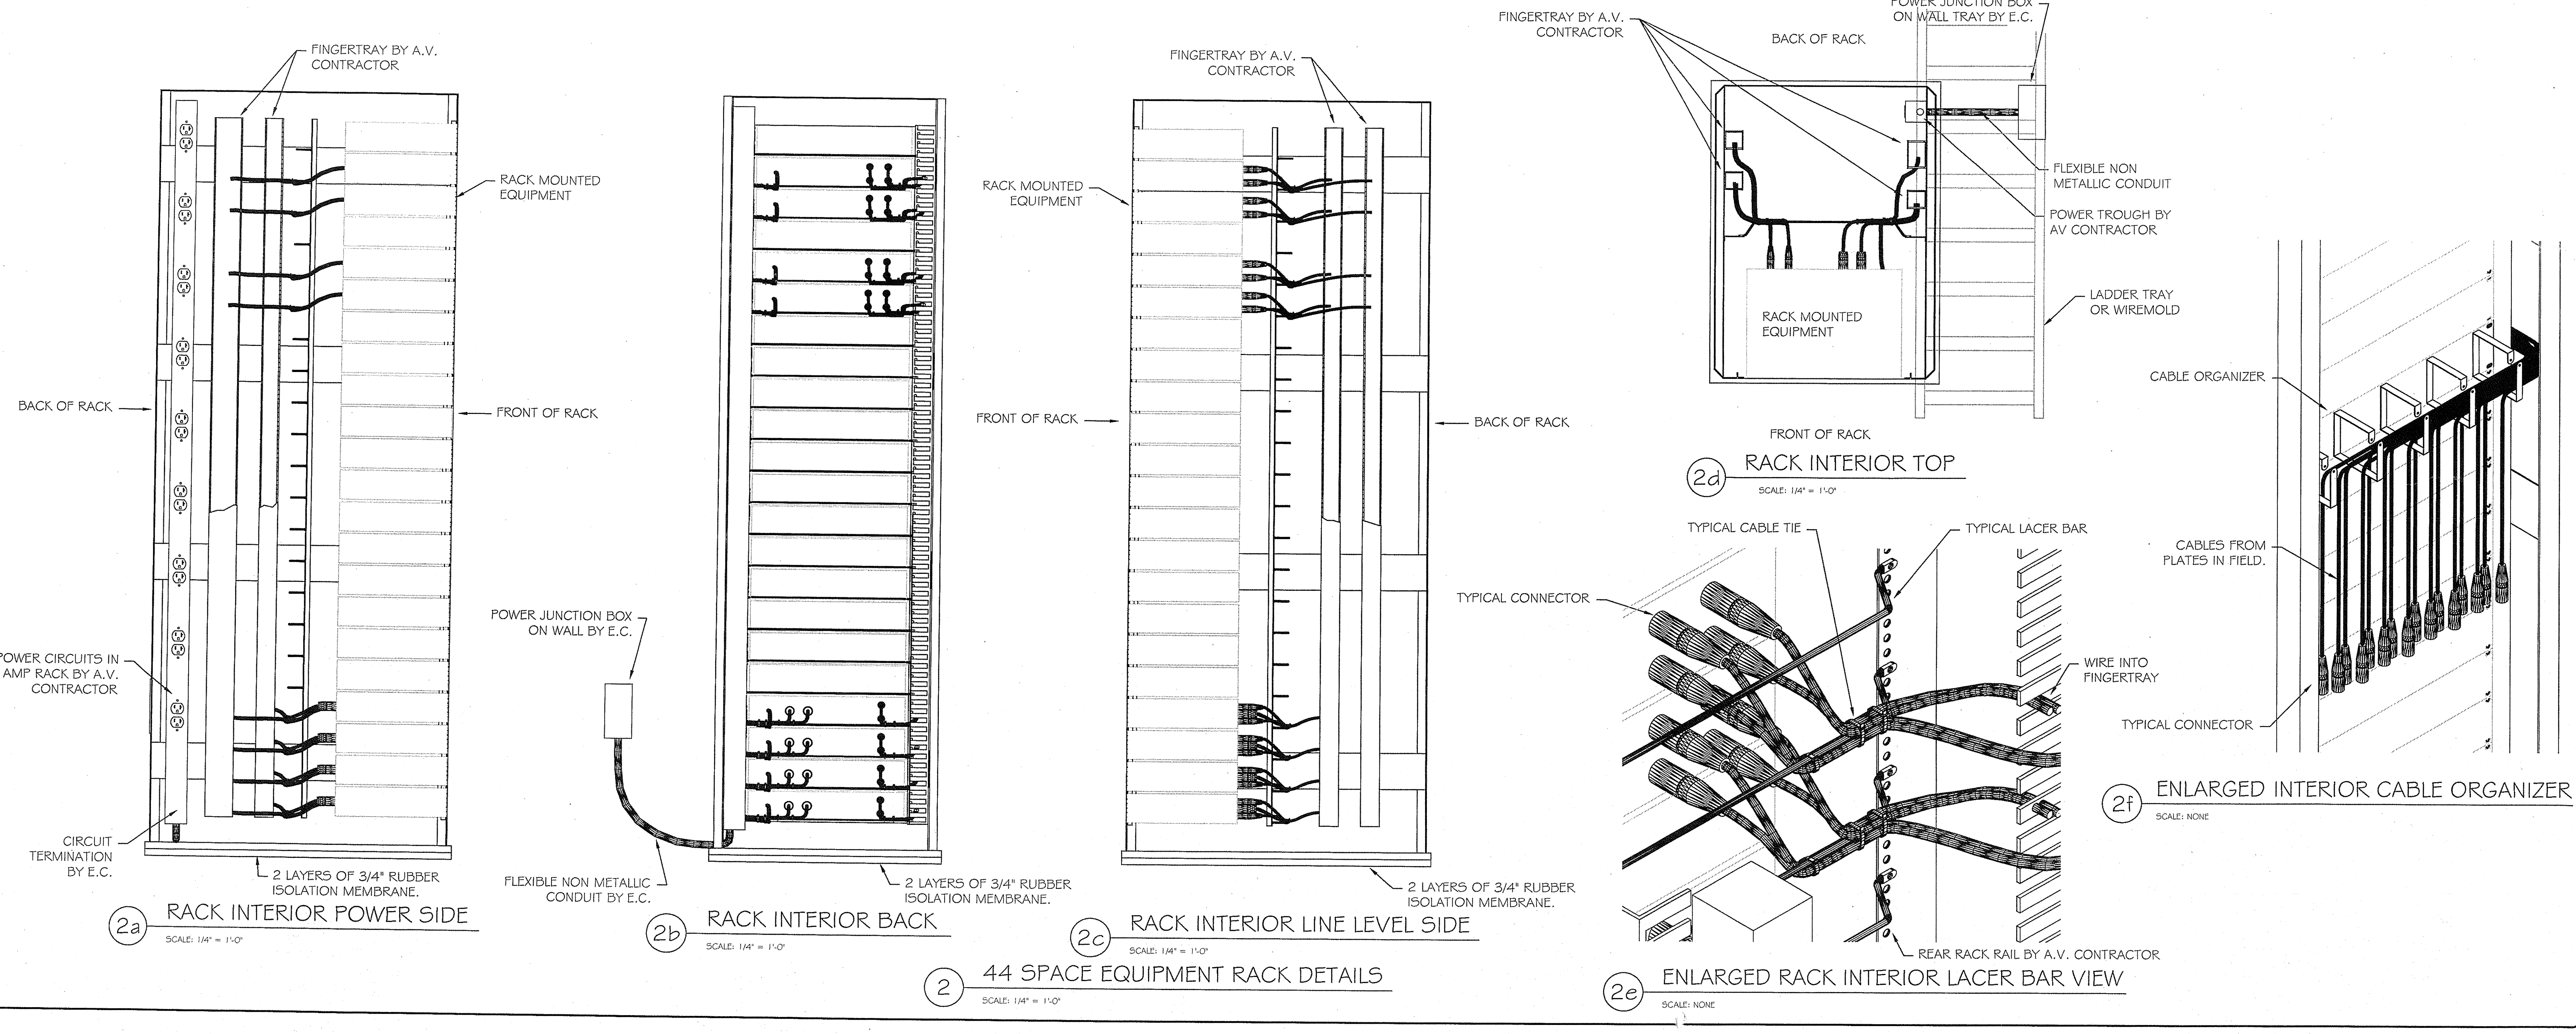 FINGERTRAY BY A.V.
CONTRACTOR
RACK MOUNTED
EQUIPMENT
BACK OF RACK
FRONT OF RACK
POWER CIRCUITS IN
AMP RACK BY A.V.
CONTRACTOR
CIRCUIT
TERMINATION
BY E.C.
2 LAYERS OF 3/4" RUBBER
ISOLATION MEMBRANE.
2a
RACK INTERIOR POWER SIDE
SCALE: 1/4" = 1'-0"
POWER JUNCTION BOX
ON WALL BY E.C.
FLEXIBLE NON METALLIC
CONDUIT BY E.C.
2 LAYERS OF 3/4" RUBBER
ISOLATION MEMBRANE.
2b
RACK INTERIOR BACK
SCALE: 1/4" = 1'-0"
FINGERTRAY BY A.V.
CONTRACTOR
RACK MOUNTED
EQUIPMENT
FRONT OF RACK
BACK OF RACK
2 LAYERS OF 3/4" RUBBER
ISOLATION MEMBRANE.
2c
RACK INTERIOR LINE LEVEL SIDE
SCALE: 1/4" = 1'-0"
2
44 SPACE EQUIPMENT RACK DETAILS
SCALE: 1/4" = 1'-0"
FINGERTRAY BY A.V.
CONTRACTOR
BACK OF RACK
POWER JUNCTION BOX
ON WALL TRAY BY E.C.
FLEXIBLE NON
METALLIC CONDUIT
POWER TROUGH BY
AV CONTRACTOR
LADDER TRAY
OR WIREMOLD
RACK MOUNTED
EQUIPMENT
FRONT OF RACK
2d
RACK INTERIOR TOP
SCALE: 1/4" = 1'-0"
TYPICAL CABLE TIE
TYPICAL LACER BAR
TYPICAL CONNECTOR
WIRE INTO
FINGERTRAY
REAR RACK RAIL BY A.V. CONTRACTOR
2e
ENLARGED RACK INTERIOR LACER BAR VIEW
SCALE: NONE
CABLE ORGANIZER
CABLES FROM
PLATES IN FIELD.
TYPICAL CONNECTOR
2f
ENLARGED INTERIOR CABLE ORGANIZER
SCALE: NONE